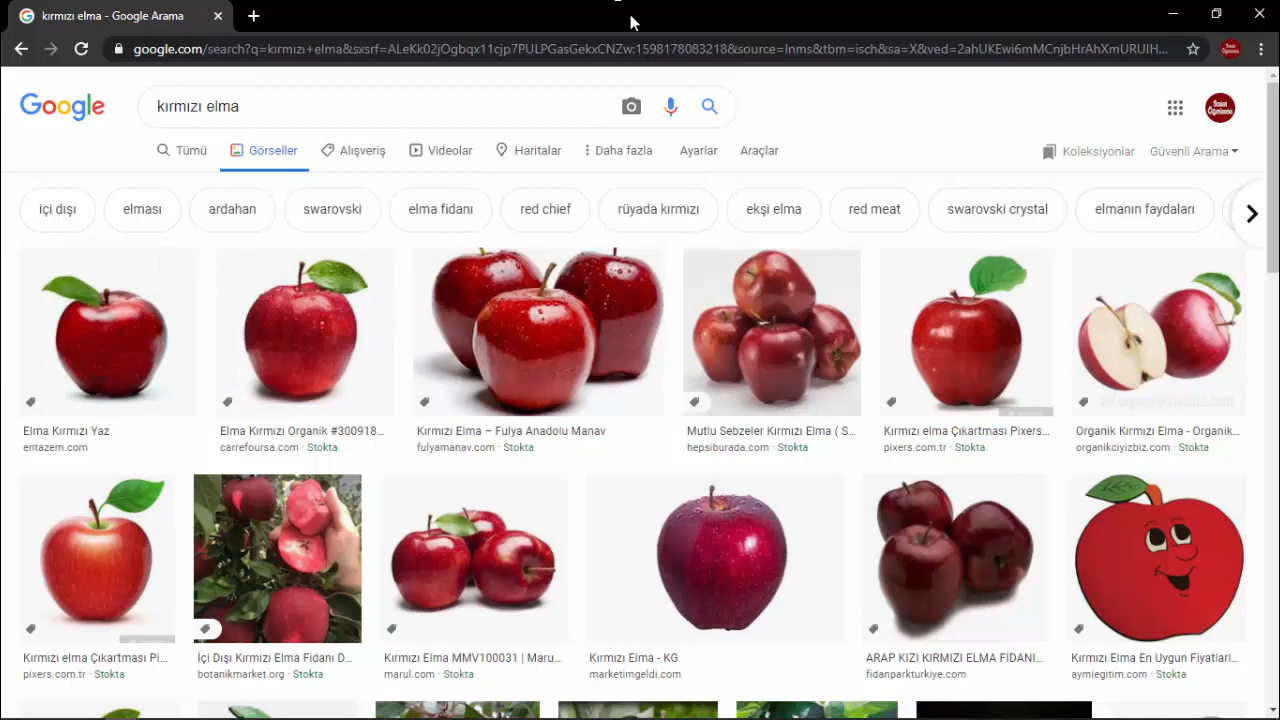 kırmızı elma - Google Arama
google.com/search?q=kırmızı+elma&sxsrf=ALeKk02jOgbqx11cjp7PULPGasGekxCNZw:1598178083218&source=lnms&tbm=isch&sa=X&ved=2ahUKEwi6mMCnjbHrAhXmURUIH...
Google
kırmızı elma
Tümü Görseller Alışveriş Videolar Haritalar Daha fazla Ayarlar Araçlar Koleksiyonlar Güvenli Arama
içi dışı elması ardahan swarovski elma fidanı red chief rüyada kırmızı ekşi elma red meat swarovski crystal elmanın faydaları
Elma Kırmızı Yaz Elma Kırmızı Organik #300918... Kırmızı Elma – Fulya Anadolu Manav Mutlu Sebzeler Kırmızı Elma ( S... Kırmızı elma Çıkartması Pixers... Organik Kırmızı Elma - Organik...
entazem.com carrefoursa.com · Stokta fulyamanav.com · Stokta hepsiburada.com · Stokta pixers.com.tr · Stokta organikciyizbiz.com · Stokta
Kırmızı elma Çıkartması Pi... İçi Dışı Kırmızı Elma Fidanı D... Kırmızı Elma MMV100031 | Maru... Kırmızı Elma - KG ARAP KIZI KIRMIZI ELMA FİDANI... Kırmızı Elma En Uygun Fiyatlarl...
pixers.com.tr · Stokta botanikmarket.org · Stokta marul.com · Stokta marketimgeldi.com fidanparkturkiye.com aymiegitim.com · Stokta